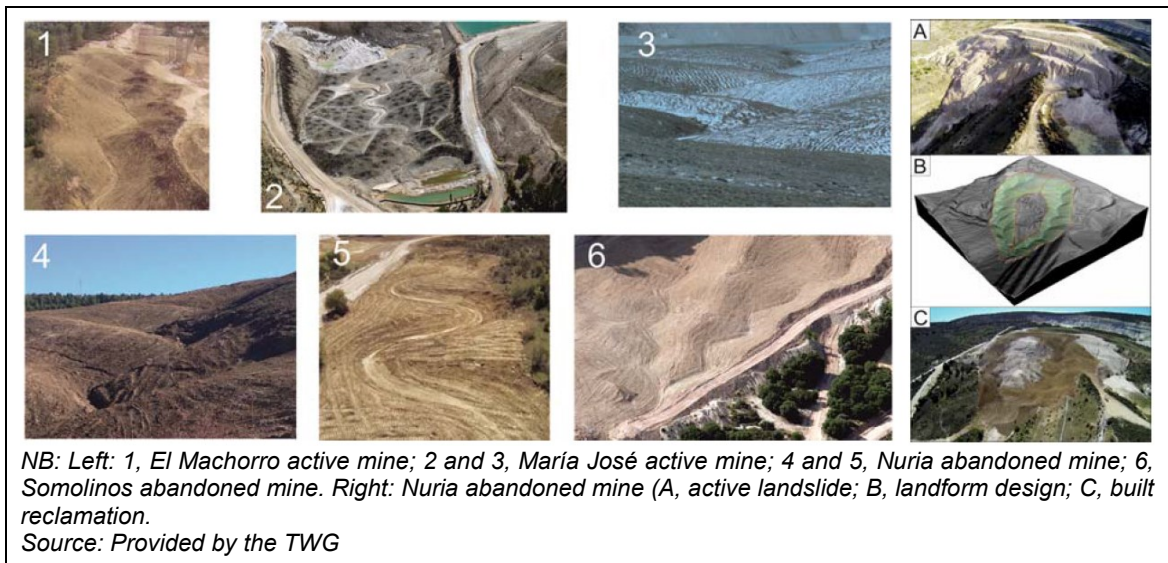 1
2
3
A
B
4
5
6
C
NB: Left: 1, El Machorro active mine; 2 and 3, María José active mine; 4 and 5, Nuria abandoned mine; 6,
Somolinos abandoned mine. Right: Nuria abandoned mine (A, active landslide; B, landform design; C, built
reclamation.
Source: Provided by the TWG